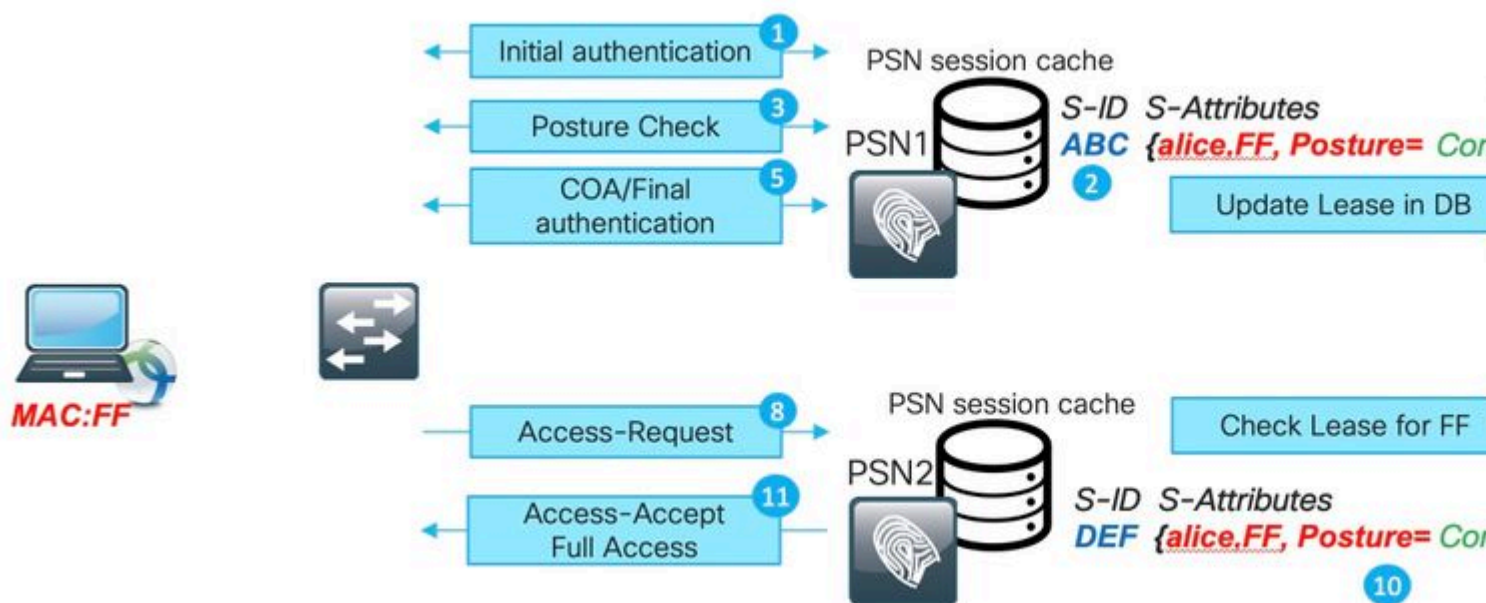 1
Initial authentication
3
Posture Check
5
COA/Final
authentication
PSN session cache
PSN1
S-ID S-Attributes
ABC {alice.FF, Posture= Com
2
Update Lease in DB
MAC:FF
8
Access-Request
11
Access-Accept
Full Access
PSN session cache
PSN2
Check Lease for FF
S-ID S-Attributes
DEF {alice.FF, Posture= Com
10